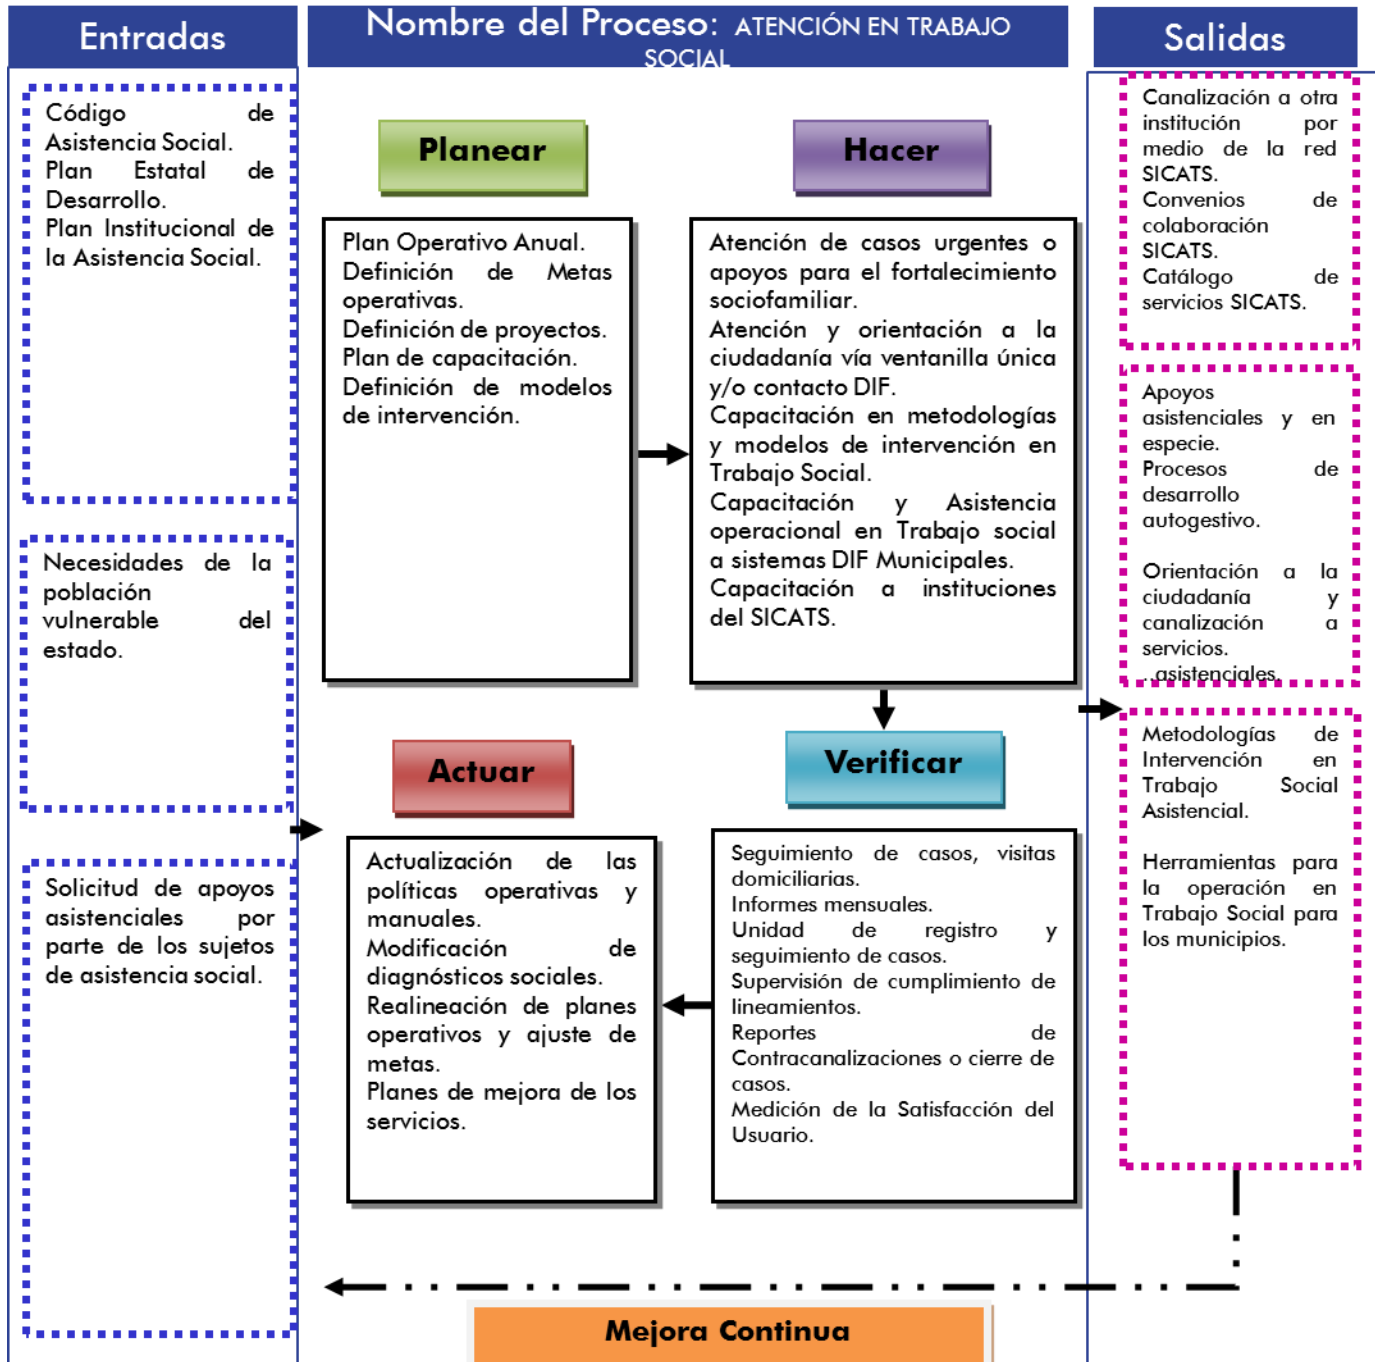 Entradas
Código de
Asistencia Social.
Plan Estatal de
Desarrollo.
Plan Institucional de
la Asistencia Social.
Necesidades de la
población
vulnerable del
estado.
Solicitud de apoyos
asistenciales por
parte de los sujetos
de asistencia social.
Nombre del Proceso: ATENCIÓN EN TRABAJO
SOCIAL
Planear
Plan Operativo Anual.
Definición de Metas
operativas.
Definición de proyectos.
Plan de capacitación.
Definición de modelos
de intervención.
Hacer
Atención de casos urgentes o
apoyos para el fortalecimiento
sociofamiliar.
Atención y orientación a la
ciudadanía vía ventanilla única
y/o contacto DIF.
Capacitación en metodologías
y modelos de intervención en
Trabajo Social.
Capacitación y Asistencia
operacional en Trabajo social
a sistemas DIF Municipales.
Capacitación a instituciones
del SICATS.
Actuar
Actualización de las
políticas operativas y
manuales.
Modificación de
diagnósticos sociales.
Realineación de planes
operativos y ajuste de
metas.
Planes de mejora de los
servicios.
Verificar
Seguimiento de casos, visitas
domiciliarias.
Informes mensuales.
Unidad de registro y
seguimiento de casos.
Supervisión de cumplimiento de
lineamientos.
Reportes de
Contracanalizaciones o cierre de
casos.
Medición de la Satisfacción del
Usuario.
Salidas
Canalización a otra
institución por
medio de la red
SICATS.
Convenios de
colaboración
SICATS.
Catálogo de
servicios SICATS.
Apoyos
asistenciales y en
especie.
Procesos de
desarrollo
autogestivo.
Orientación a la
ciudadanía y
canalización a
servicios.
..asistenciales.
Metodologías de
Intervención en
Trabajo Social
Asistencial.
Herramientas para
la operación en
Trabajo Social para
los municipios.
Mejora Continua